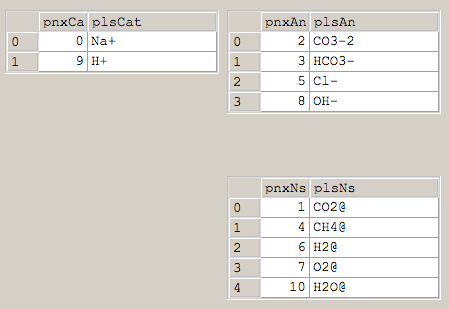 pnxCa plsCat
0 0 Na+
1 9 H+
pnxAn plsAn
0 2 CO3-2
1 3 HCO3-
2 5 Cl-
3 8 OH-
pnxNs plsNs
0 1 CO2@
1 4 CH4@
2 6 H2@
3 7 O2@
4 10 H2O@